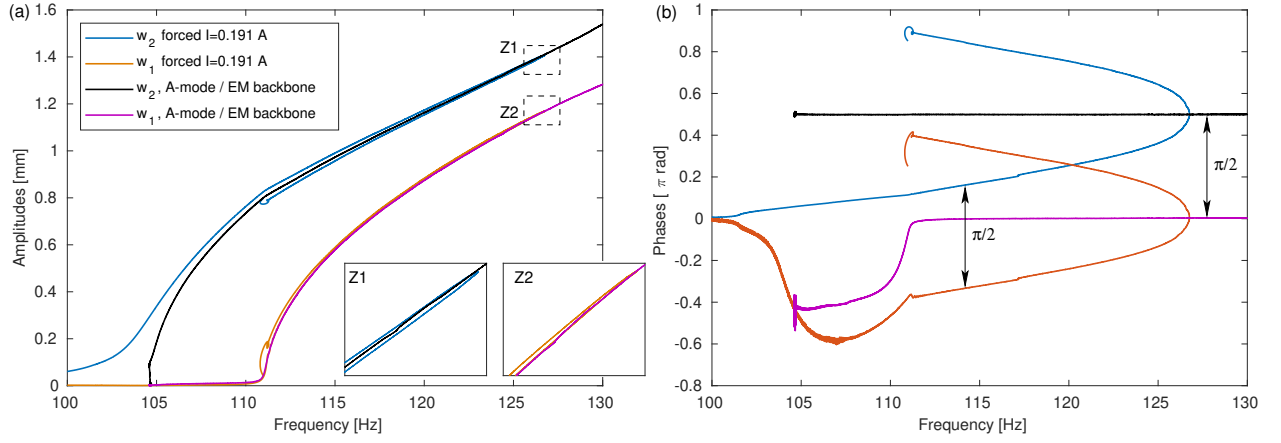 (a)
1.6
1.4
1.2
1
0.8
0.6
0.4
0.2
0
Amplitudes [mm]
w2 forced I=0.191 A
w1 forced I=0.191 A
w2, A-mode / EM backbone
w1, A-mode / EM backbone
Z1
Z2
Z1
Z2
100 105 110 115 120 125 130
Frequency [Hz]
(b)
1
0.8
0.6
0.4
0.2
0
-0.2
-0.4
-0.6
-0.8
Phases [ π rad]
π/2
π/2
100 105 110 115 120 125 130
Frequency [Hz]